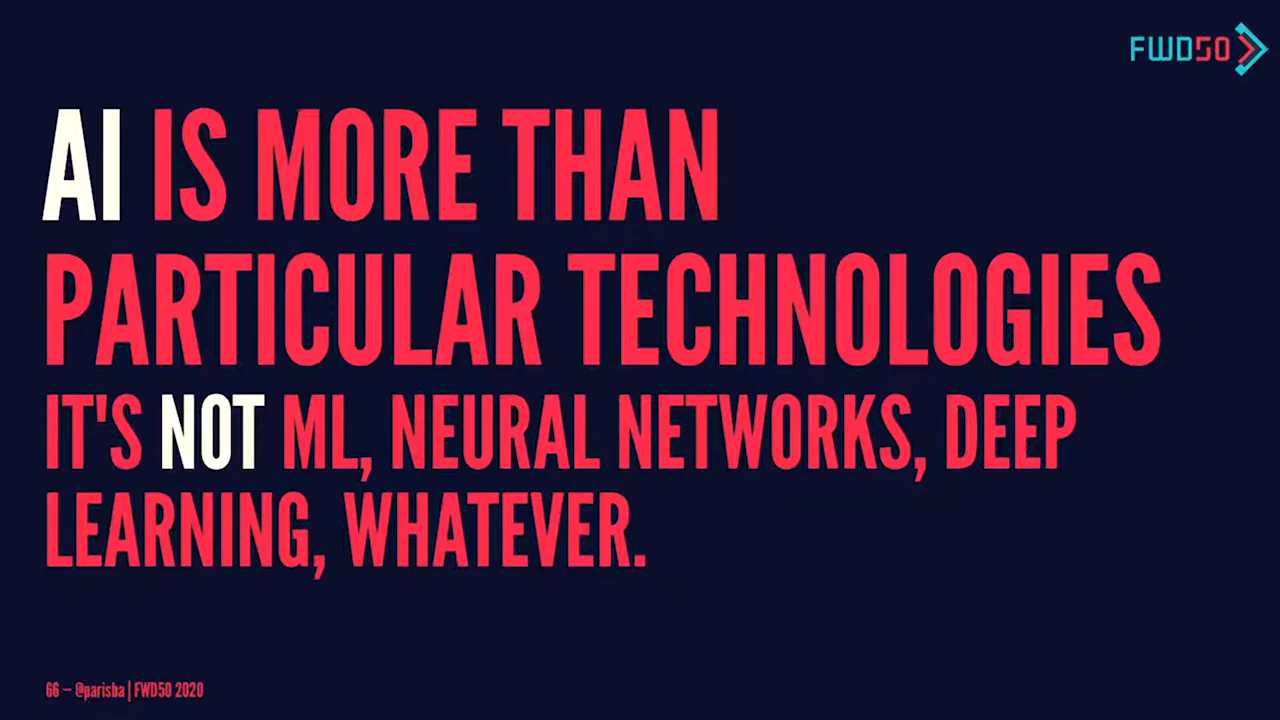 FWD50
AI IS MORE THAN
PARTICULAR TECHNOLOGIES
IT'S NOT ML, NEURAL NETWORKS, DEEP
LEARNING, WHATEVER.
66 — @parisba | FWD50 2020